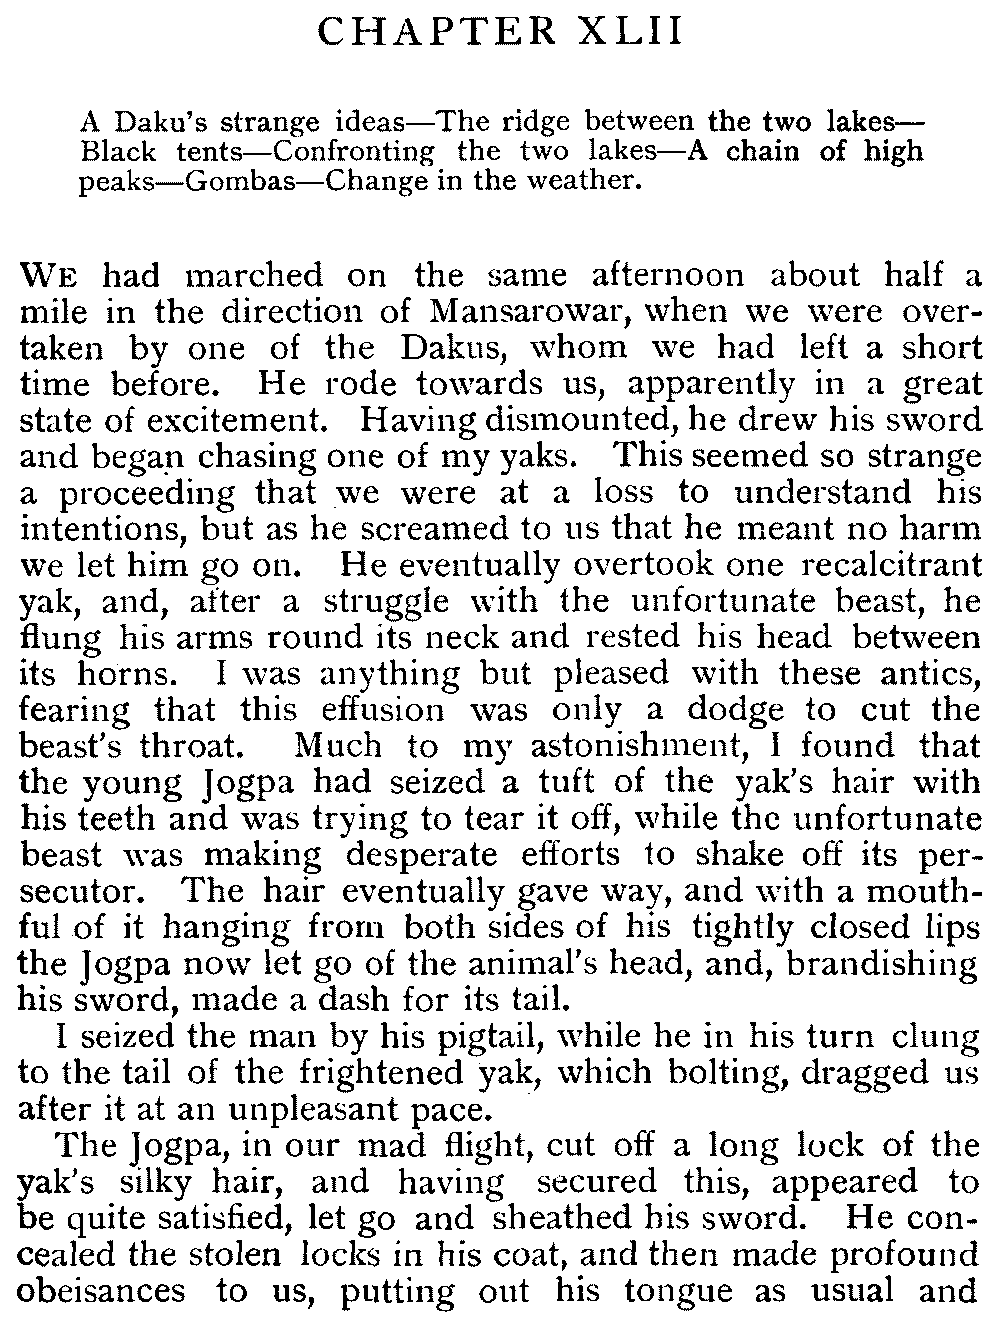 CHAPTER XLII
A Daku's strange ideas—The ridge between the two lakes—
Black tents—Confronting the two lakes—A chain of high
peaks—Gombas—Change in the weather.
WE had marched on the same afternoon about half a
mile in the direction of Mansarowar, when we were over-
taken by one of the Dakus, whom we had left a short
time before. He rode towards us, apparently in a great
state of excitement. Having dismounted, he drew his sword
and began chasing one of my yaks. This seemed so strange
a proceeding that we were at a loss to understand his
intentions, but as he screamed to us that he meant no harm
we let him go on. He eventually overtook one recalcitrant
yak, and, after a struggle with the unfortunate beast, he
flung his arms round its neck and rested his head between
its horns. I was anything but pleased with these antics,
fearing that this effusion was only a dodge to cut the
beast's throat. Much to my astonishment, I found that
the young Jogpa had seized a tuft of the yak's hair with
his teeth and was trying to tear it off, while the unfortunate
beast was making desperate efforts to shake off its per-
secutor. The hair eventually gave way, and with a mouth-
ful of it hanging from both sides of his tightly closed lips
the Jogpa now let go of the animal's head, and, brandishing
his sword, made a dash for its tail.
I seized the man by his pigtail, while he in his turn clung
to the tail of the frightened yak, which bolting, dragged us
after it at an unpleasant pace.
The Jogpa, in our mad flight, cut off a long lock of the
yak's silky hair, and having secured this, appeared to
be quite satisfied, let go and sheathed his sword. He con-
cealed the stolen locks in his coat, and then made profound
obeisances to us, putting out his tongue as usual and